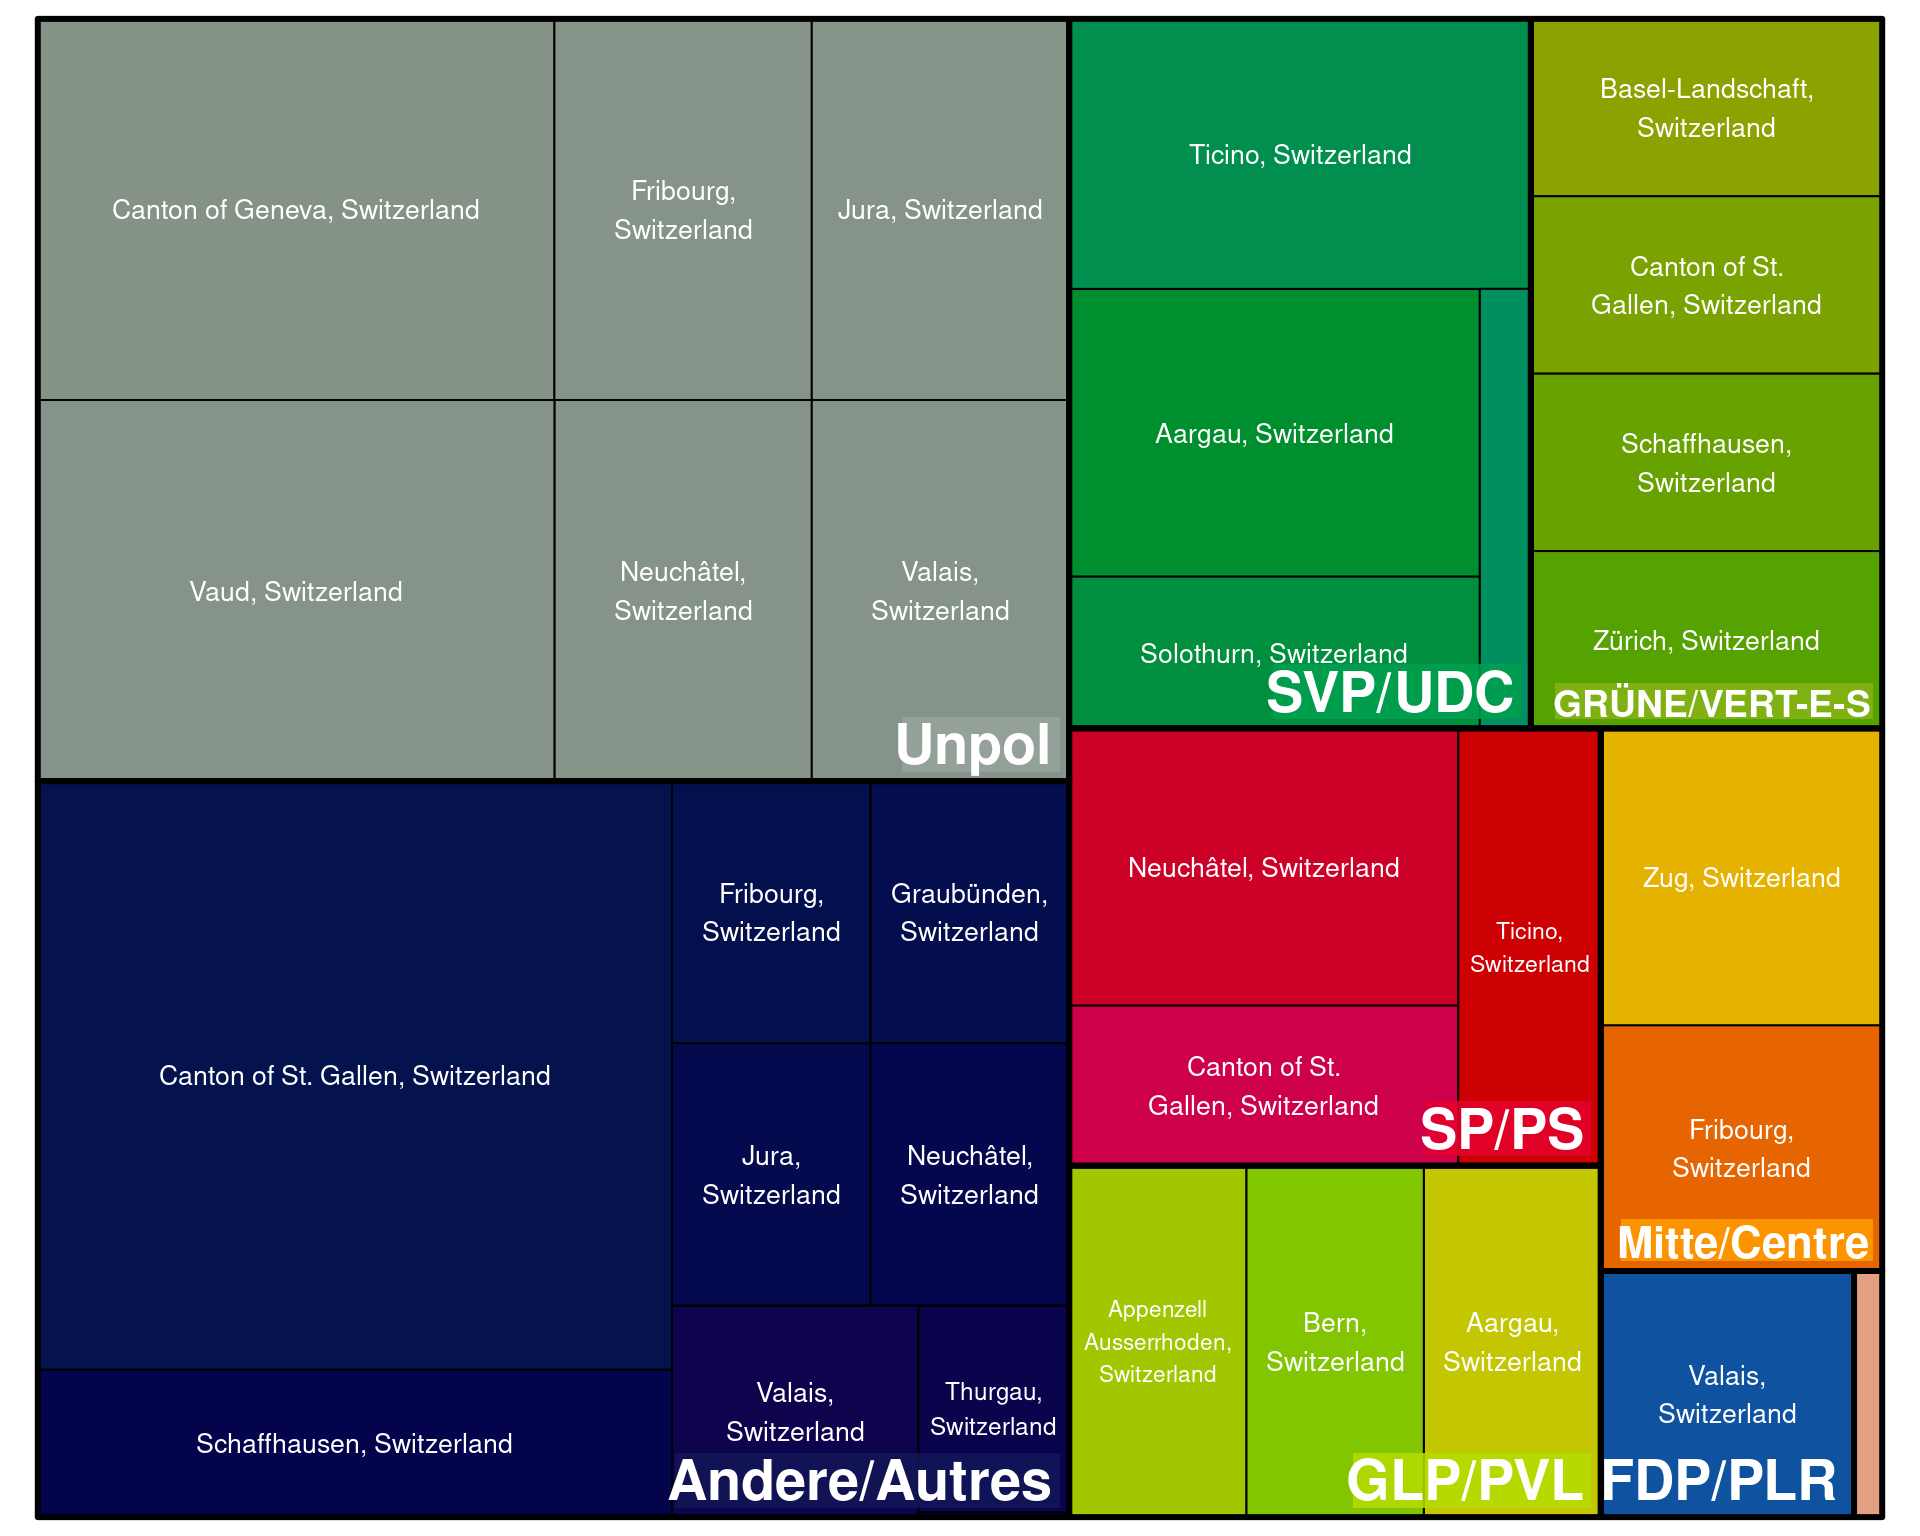 Canton of Geneva, Switzerland
Fribourg,
Switzerland
Jura, Switzerland
Vaud, Switzerland
Neuchâtel,
Switzerland
Valais,
Switzerland
Unpol
Canton of St. Gallen, Switzerland
Fribourg,
Switzerland
Graubünden,
Switzerland
Jura,
Switzerland
Neuchâtel,
Switzerland
Schaffhausen, Switzerland
Valais,
Switzerland
Thurgau,
Switzerland
Andere/Autres
Ticino, Switzerland
Aargau, Switzerland
Solothurn, Switzerland
SVP/UDC
Basel-Landschaft,
Switzerland
Canton of St.
Gallen, Switzerland
Schaffhausen,
Switzerland
Zürich, Switzerland
GRÜNE/VERT-E-S
Neuchâtel, Switzerland
Ticino,
Switzerland
Canton of St.
Gallen, Switzerland
SP/PS
Zug, Switzerland
Fribourg,
Switzerland
Mitte/Centre
Appenzell
Ausserrhoden,
Switzerland
Bern,
Switzerland
Aargau,
Switzerland
GLP/PVL
Valais,
Switzerland
FDP/PLR